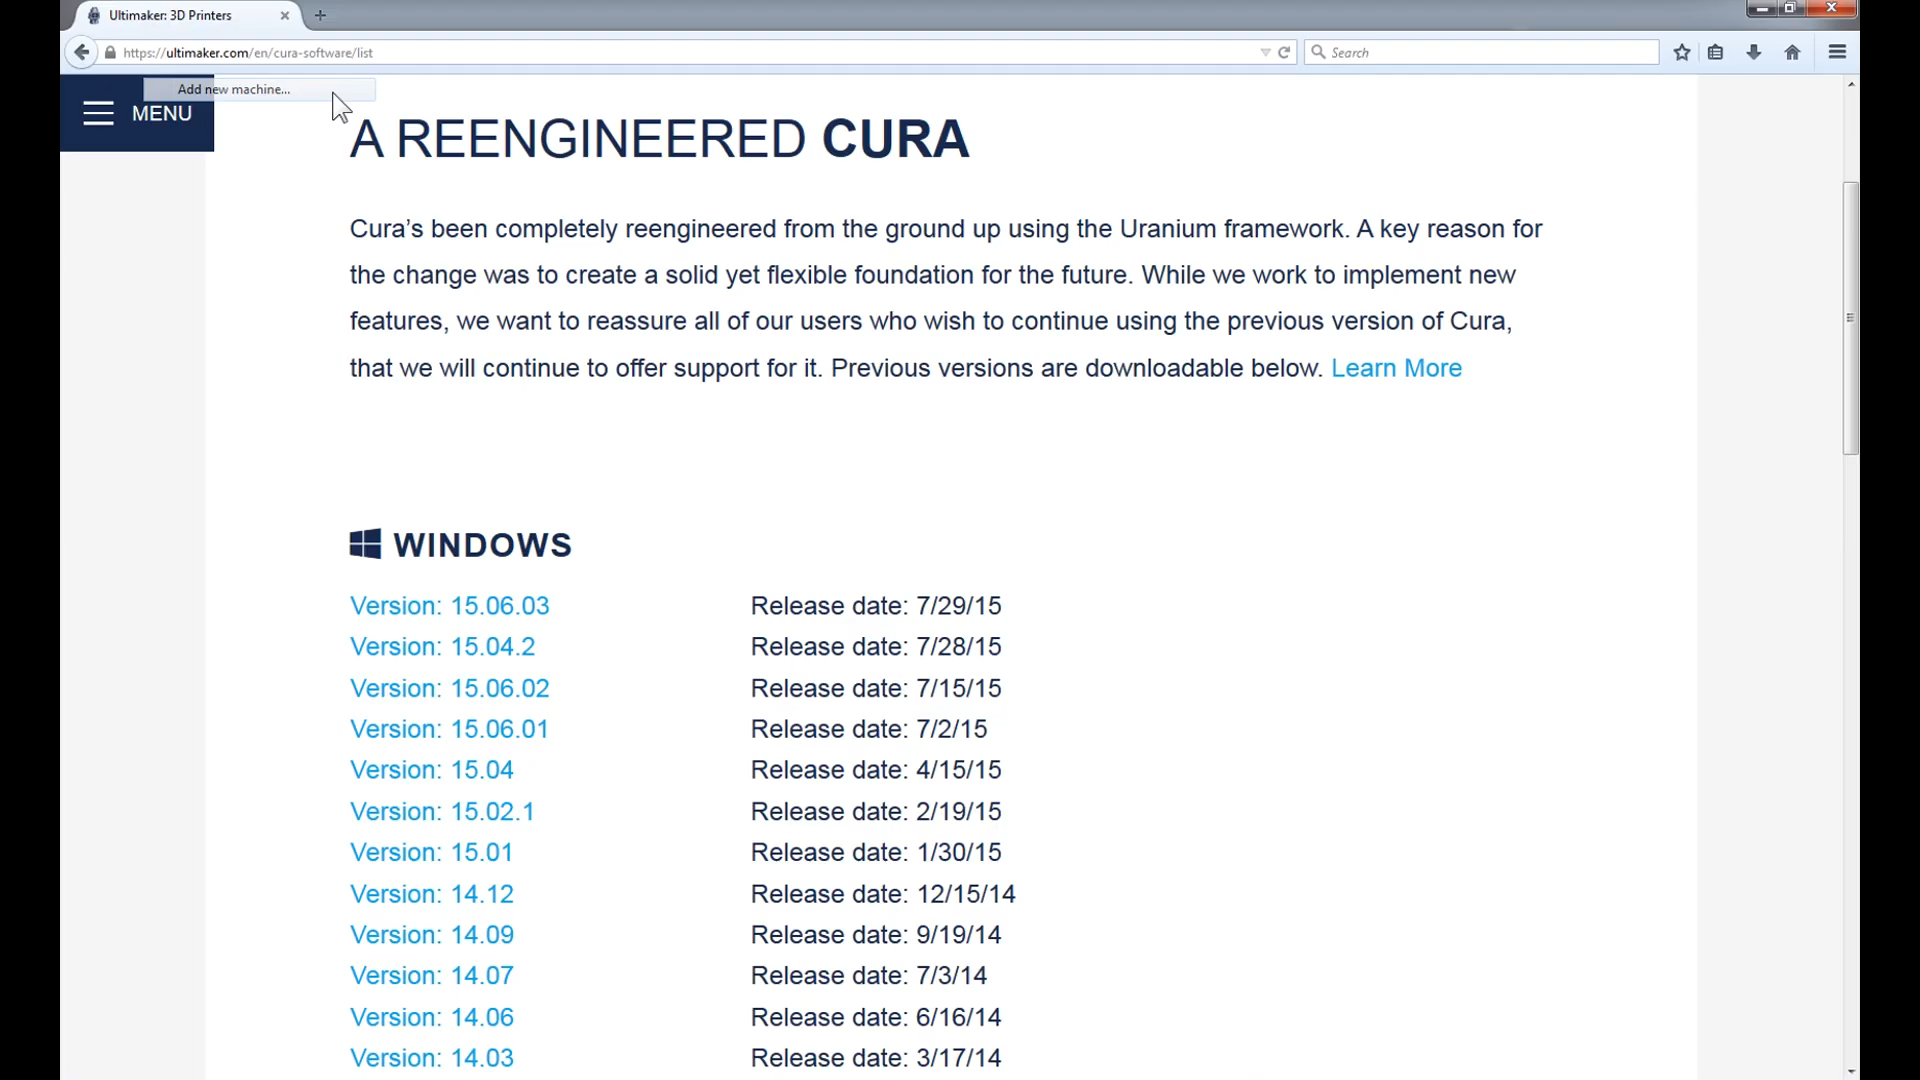 Ultimaker: 3D Printers
https://ultimaker.com/en/cura-software/list
Search
Add new machine...
MENU
A REENGINEERED CURA
Cura’s been completely reengineered from the ground up using the Uranium framework. A key reason for
the change was to create a solid yet flexible foundation for the future. While we work to implement new
features, we want to reassure all of our users who wish to continue using the previous version of Cura,
that we will continue to offer support for it. Previous versions are downloadable below. Learn More
WINDOWS
Version: 15.06.03 Release date: 7/29/15
Version: 15.04.2 Release date: 7/28/15
Version: 15.06.02 Release date: 7/15/15
Version: 15.06.01 Release date: 7/2/15
Version: 15.04 Release date: 4/15/15
Version: 15.02.1 Release date: 2/19/15
Version: 15.01 Release date: 1/30/15
Version: 14.12 Release date: 12/15/14
Version: 14.09 Release date: 9/19/14
Version: 14.07 Release date: 7/3/14
Version: 14.06 Release date: 6/16/14
Version: 14.03 Release date: 3/17/14